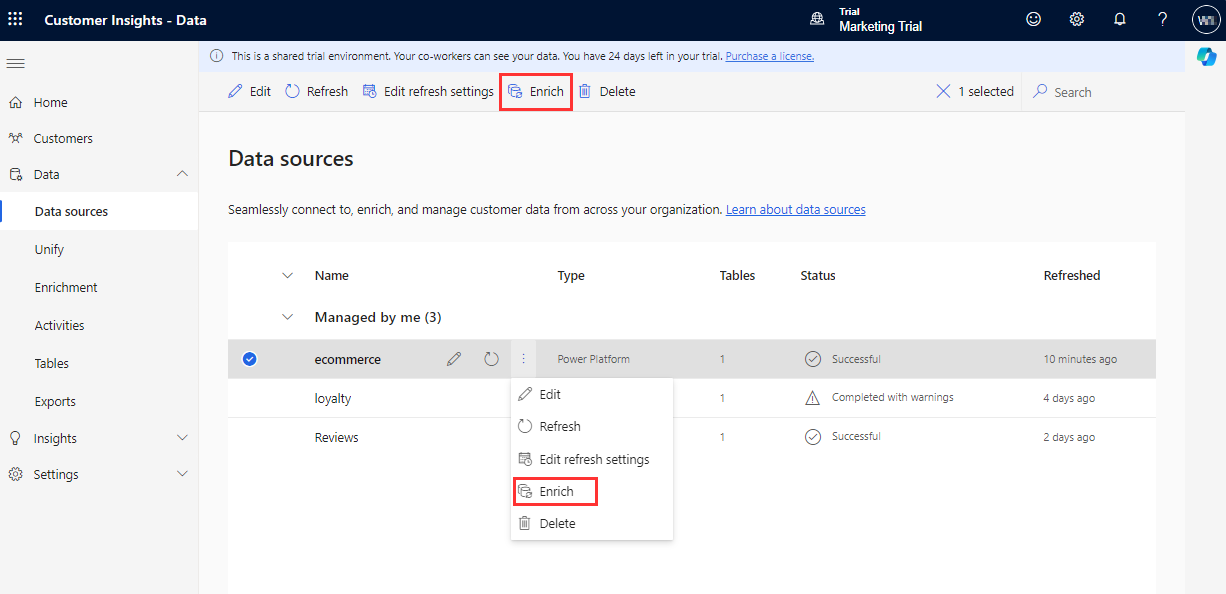 Customer Insights - Data
Trial
Marketing Trial
?
This is a shared trial environment. Your co-workers can see your data. You have 24 days left in your trial. Purchase a license.
Edit
Refresh
Edit refresh settings
Enrich
Delete
1 selected
Search
Home
Customers
Data
Data sources
Unify
Enrichment
Activities
Tables
Exports
Insights
Settings
Data sources
Seamlessly connect to, enrich, and manage customer data from across your organization. Learn about data sources
Name Type Tables Status Refreshed
Managed by me (3)
ecommerce Power Platform 1 Successful 10 minutes ago
loyalty 1 Completed with warnings 4 days ago
Reviews 1 Successful 2 days ago
Edit
Refresh
Edit refresh settings
Enrich
Delete